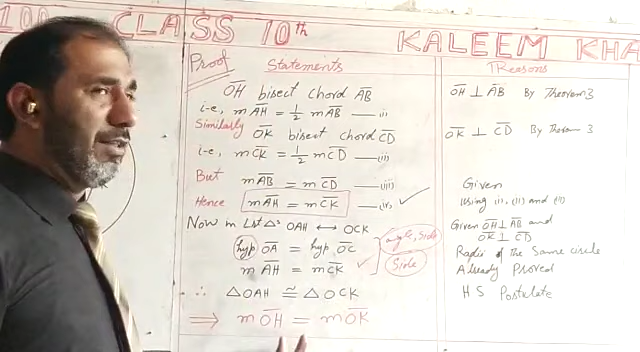 100 CLASS 10th KALEEM KHA
Proof Statements Reasons
OH bisect chord AB OH ⊥ AB By Theorem 3
i-e, mAH = 1/2 mAB —(i)
Similarly OK bisect chord CD OK ⊥ CD By Theorem 3
i-e, mCK = 1/2 mCD —(ii)
But mAB = mCD —(iii) Given
Hence mAH = mCK —(iv) Using (i), (ii) and (iii)
Now in Lrt △s OAH ↔ OCK Given OH ⊥ AB and
OK ⊥ CD
hyp OA = hyp OC angle, Side Radii of the Same circle
mAH = mCK Side Already Proved
∴ △OAH ≅ △OCK H S Postulate
⇒ mOH = mOK